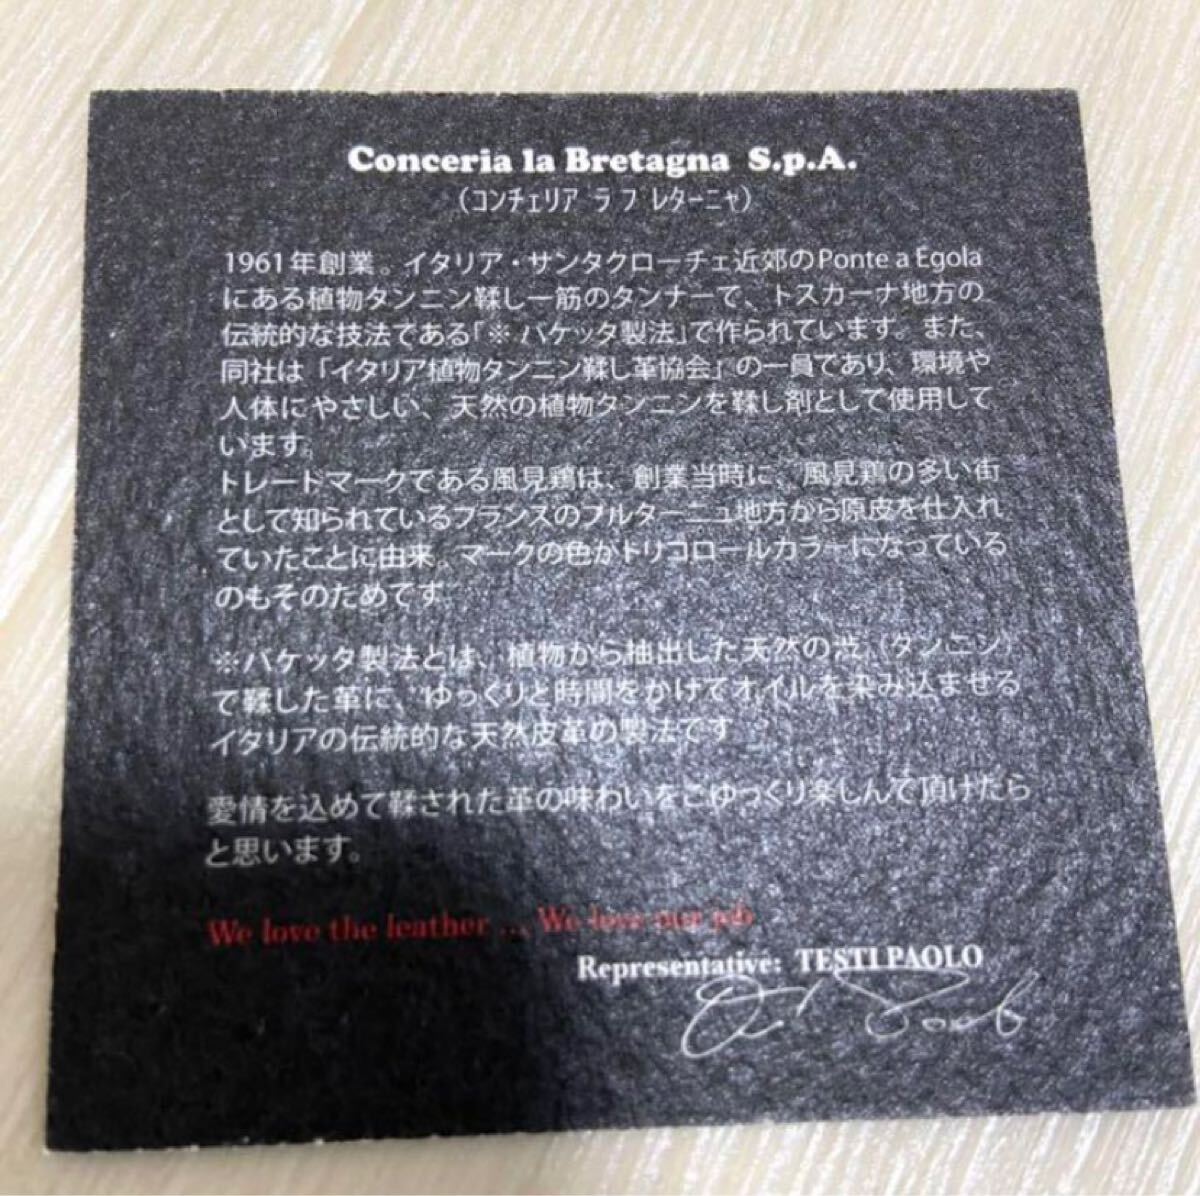 Conceria la Bretagna S.p.A.
(コンチェリア ラ ブ レターニャ)
1961年創業。イタリア・サンタクローチェ近郊のPonte a Egola
にある植物タンニン鞣し一筋のタンナーで、トスカーナ地方の
伝統的な技法である「※ バケッタ製法」で作られています。また、
同社は「イタリア植物タンニン鞣し革協会」の一員であり、環境や
人体にやさしい、天然の植物タンニンを鞣し剤として使用して
います。
トレードマークである風見鶏は、創業当時に、風見鶏の多い街
として知られているフランスのブルターニュ地方から原皮を仕入れ
ていたことに由来。マークの色がトリコロールカラーになっている
のもそのためです
※バケッタ製法とは、植物から抽出した天然の渋(タンニン)
で鞣した革に、ゆっくりと時間をかけてオイルを染み込ませる
イタリアの伝統的な天然皮革の製法です
愛情を込めて鞣された革の味わいをごゆっくり楽しんで頂けたら
と思います。
We love the leather ... We love our job
Representative: TESTI PAOLO